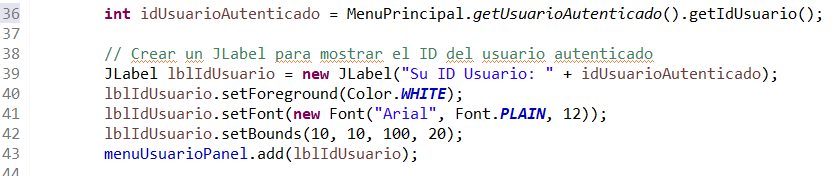 36 int idUsuarioAutenticado = MenuPrincipal.getUsuarioAutenticado().getIdUsuario();
37
38 // Crear un JLabel para mostrar el ID del usuario autenticado
39 JLabel lblIdUsuario = new JLabel("Su ID Usuario: " + idUsuarioAutenticado);
40 lblIdUsuario.setForeground(Color.WHITE);
41 lblIdUsuario.setFont(new Font("Arial", Font.PLAIN, 12));
42 lblIdUsuario.setBounds(10, 10, 100, 20);
43 menuUsuarioPanel.add(lblIdUsuario);
44